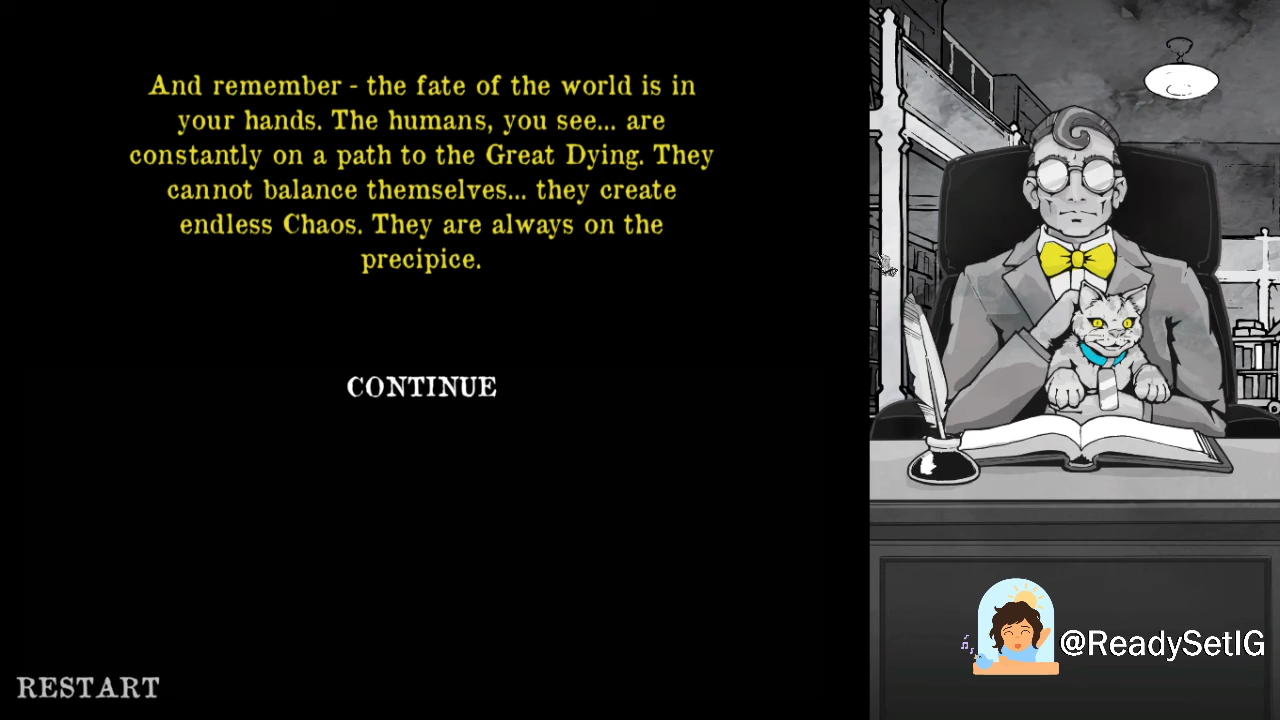 And remember - the fate of the world is in
your hands. The humans, you see... are
constantly on a path to the Great Dying. They
cannot balance themselves... they create
endless Chaos. They are always on the
precipice.
CONTINUE
RESTART
@ReadySetIG